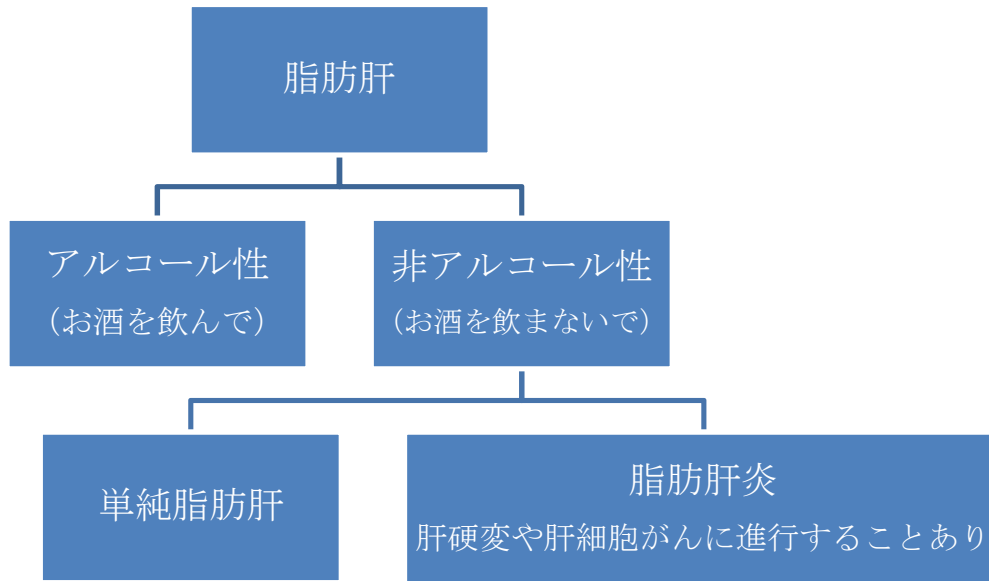 脂肪肝
アルコール性
（お酒を飲んで）
非アルコール性
（お酒を飲まないで）
単純脂肪肝
脂肪肝炎
肝硬変や肝細胞がんに進行することあり